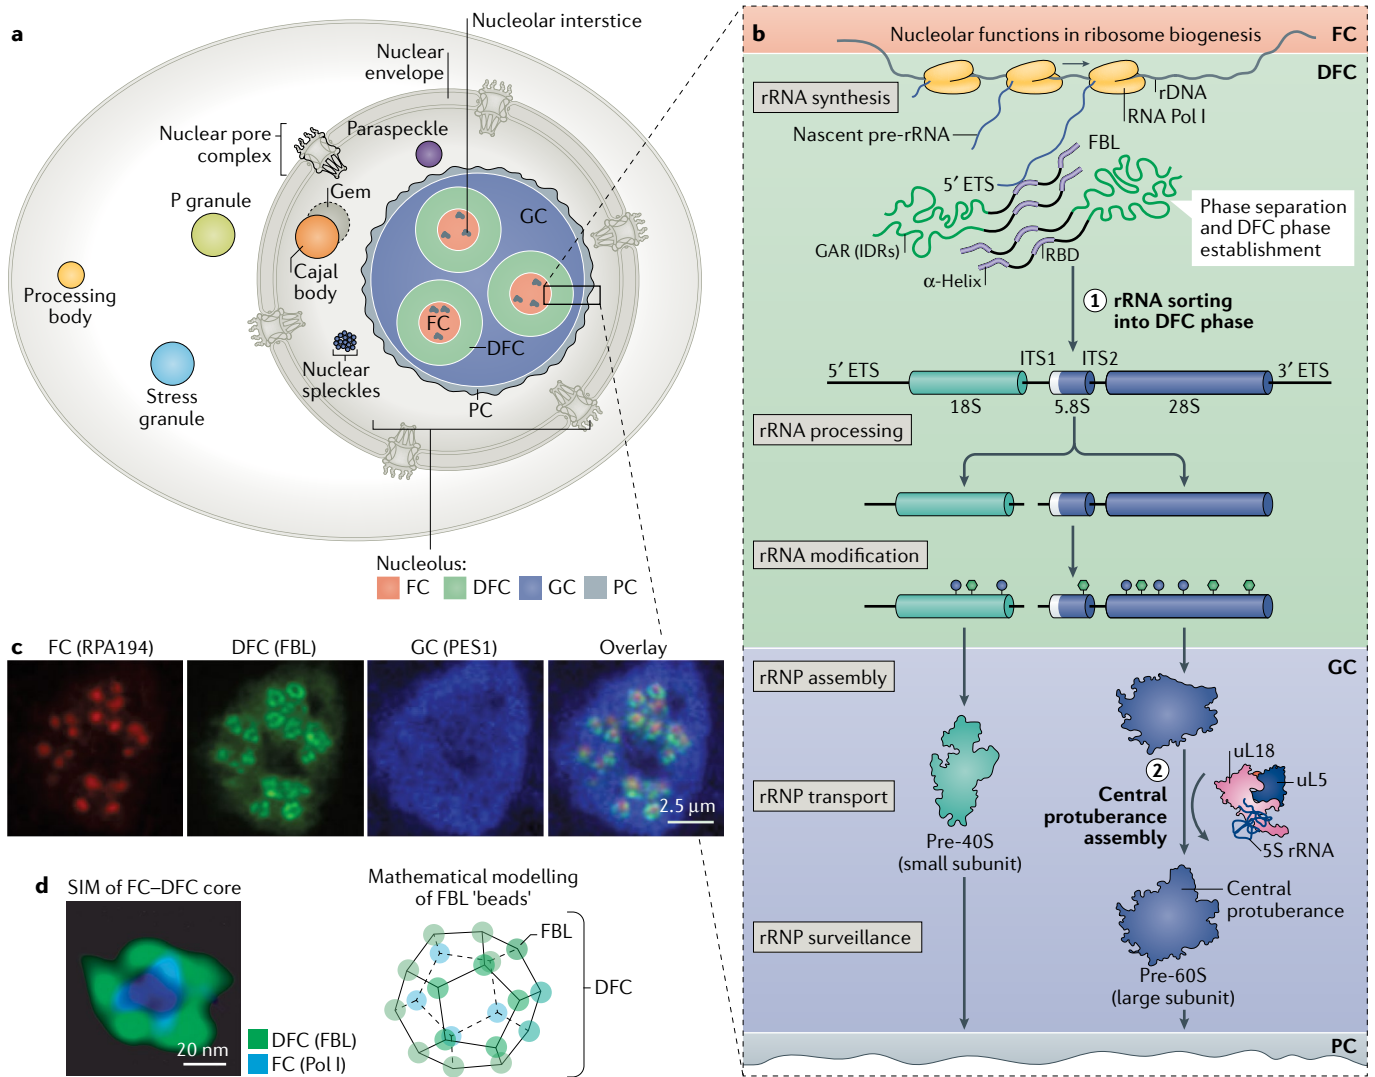 a
Nucleolar interstice
Nuclear
envelope
Nuclear pore
complex
Paraspeckle
Gem
P granule
GC
Cajal
body
Processing
body
FC
DFC
Nuclear
speckles
Stress
granule
PC
Nucleolus:
FC
DFC
GC
PC
b
Nucleolar functions in ribosome biogenesis
FC
DFC
rRNA synthesis
rDNA
RNA Pol I
Nascent pre-rRNA
FBL
5′ ETS
Phase separation
and DFC phase
establishment
GAR (IDRs)
RBD
α-Helix
1 rRNA sorting
into DFC phase
5′ ETS
ITS1
ITS2
3′ ETS
18S
5.8S
28S
rRNA processing
rRNA modification
GC
rRNP assembly
uL18
uL5
2
Central
protuberance
assembly
rRNP transport
5S rRNA
Pre-40S
(small subunit)
Central
protuberance
rRNP surveillance
Pre-60S
(large subunit)
PC
c
FC (RPA194)
DFC (FBL)
GC (PES1)
Overlay
2.5 µm
d
SIM of FC–DFC core
20 nm
DFC (FBL)
FC (Pol I)
Mathematical modelling
of FBL 'beads'
FBL
DFC